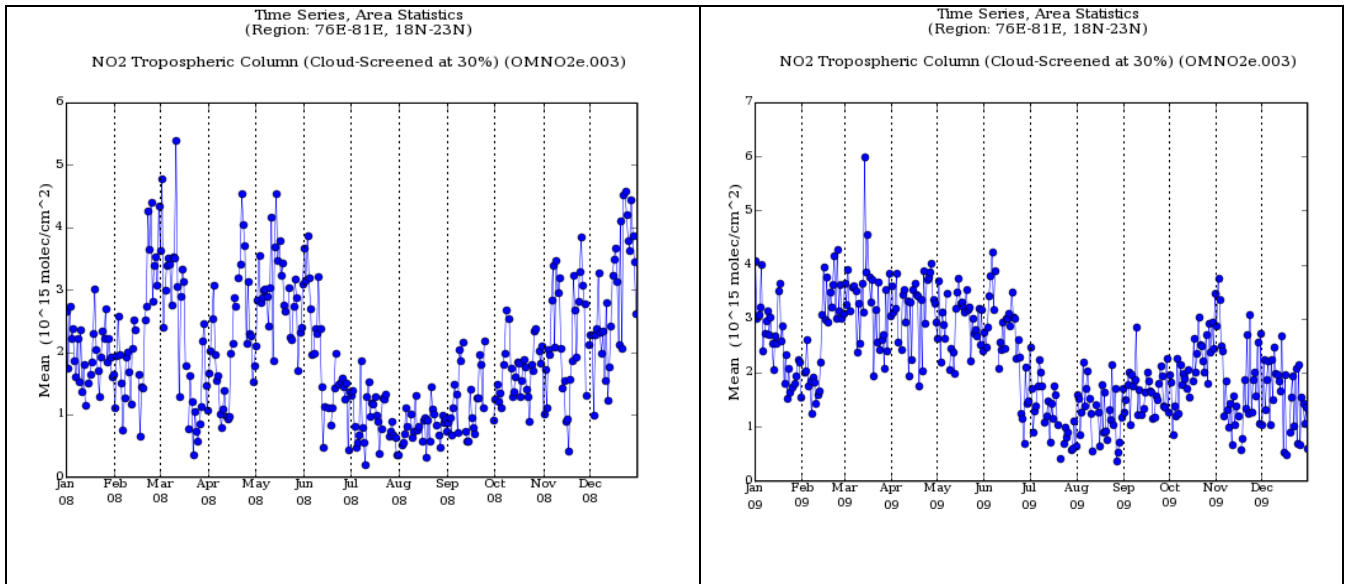 Time Series, Area Statistics
(Region: 76E-81E, 18N-23N)
NO2 Tropospheric Column (Cloud-Screened at 30%) (OMNO2e.003)
6
5
4
3
2
1
0
Mean (10^15 molec/cm^2)
Jan Feb Mar Apr May Jun Jul Aug Sep Oct Nov Dec
08 08 08 08 08 08 08 08 08 08 08 08
Time Series, Area Statistics
(Region: 76E-81E, 18N-23N)
NO2 Tropospheric Column (Cloud-Screened at 30%) (OMNO2e.003)
7
6
5
4
3
2
1
0
Mean (10^15 molec/cm^2)
Jan Feb Mar Apr May Jun Jul Aug Sep Oct Nov Dec
09 09 09 09 09 09 09 09 09 09 09 09